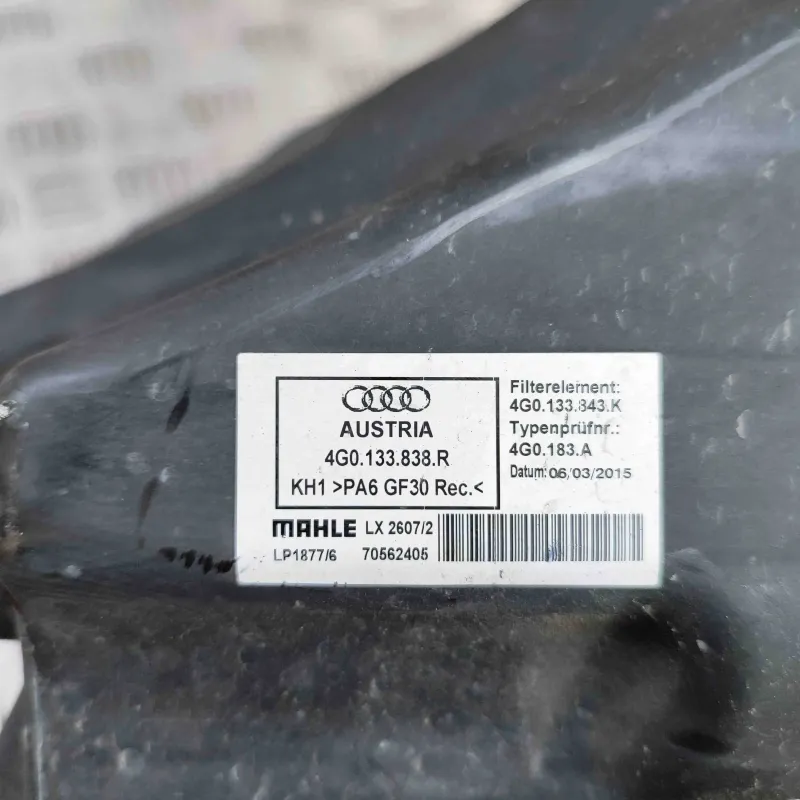 AUSTRIA
4G0.133.838.R
KH1 >PA6 GF30 Rec.<
Filterelement:
4G0.133.843.K
Typenprüfnr.:
4G0.183.A
Datum: 06/03/2015
MAHLE LX 2607/2
LP1877/6 70562405